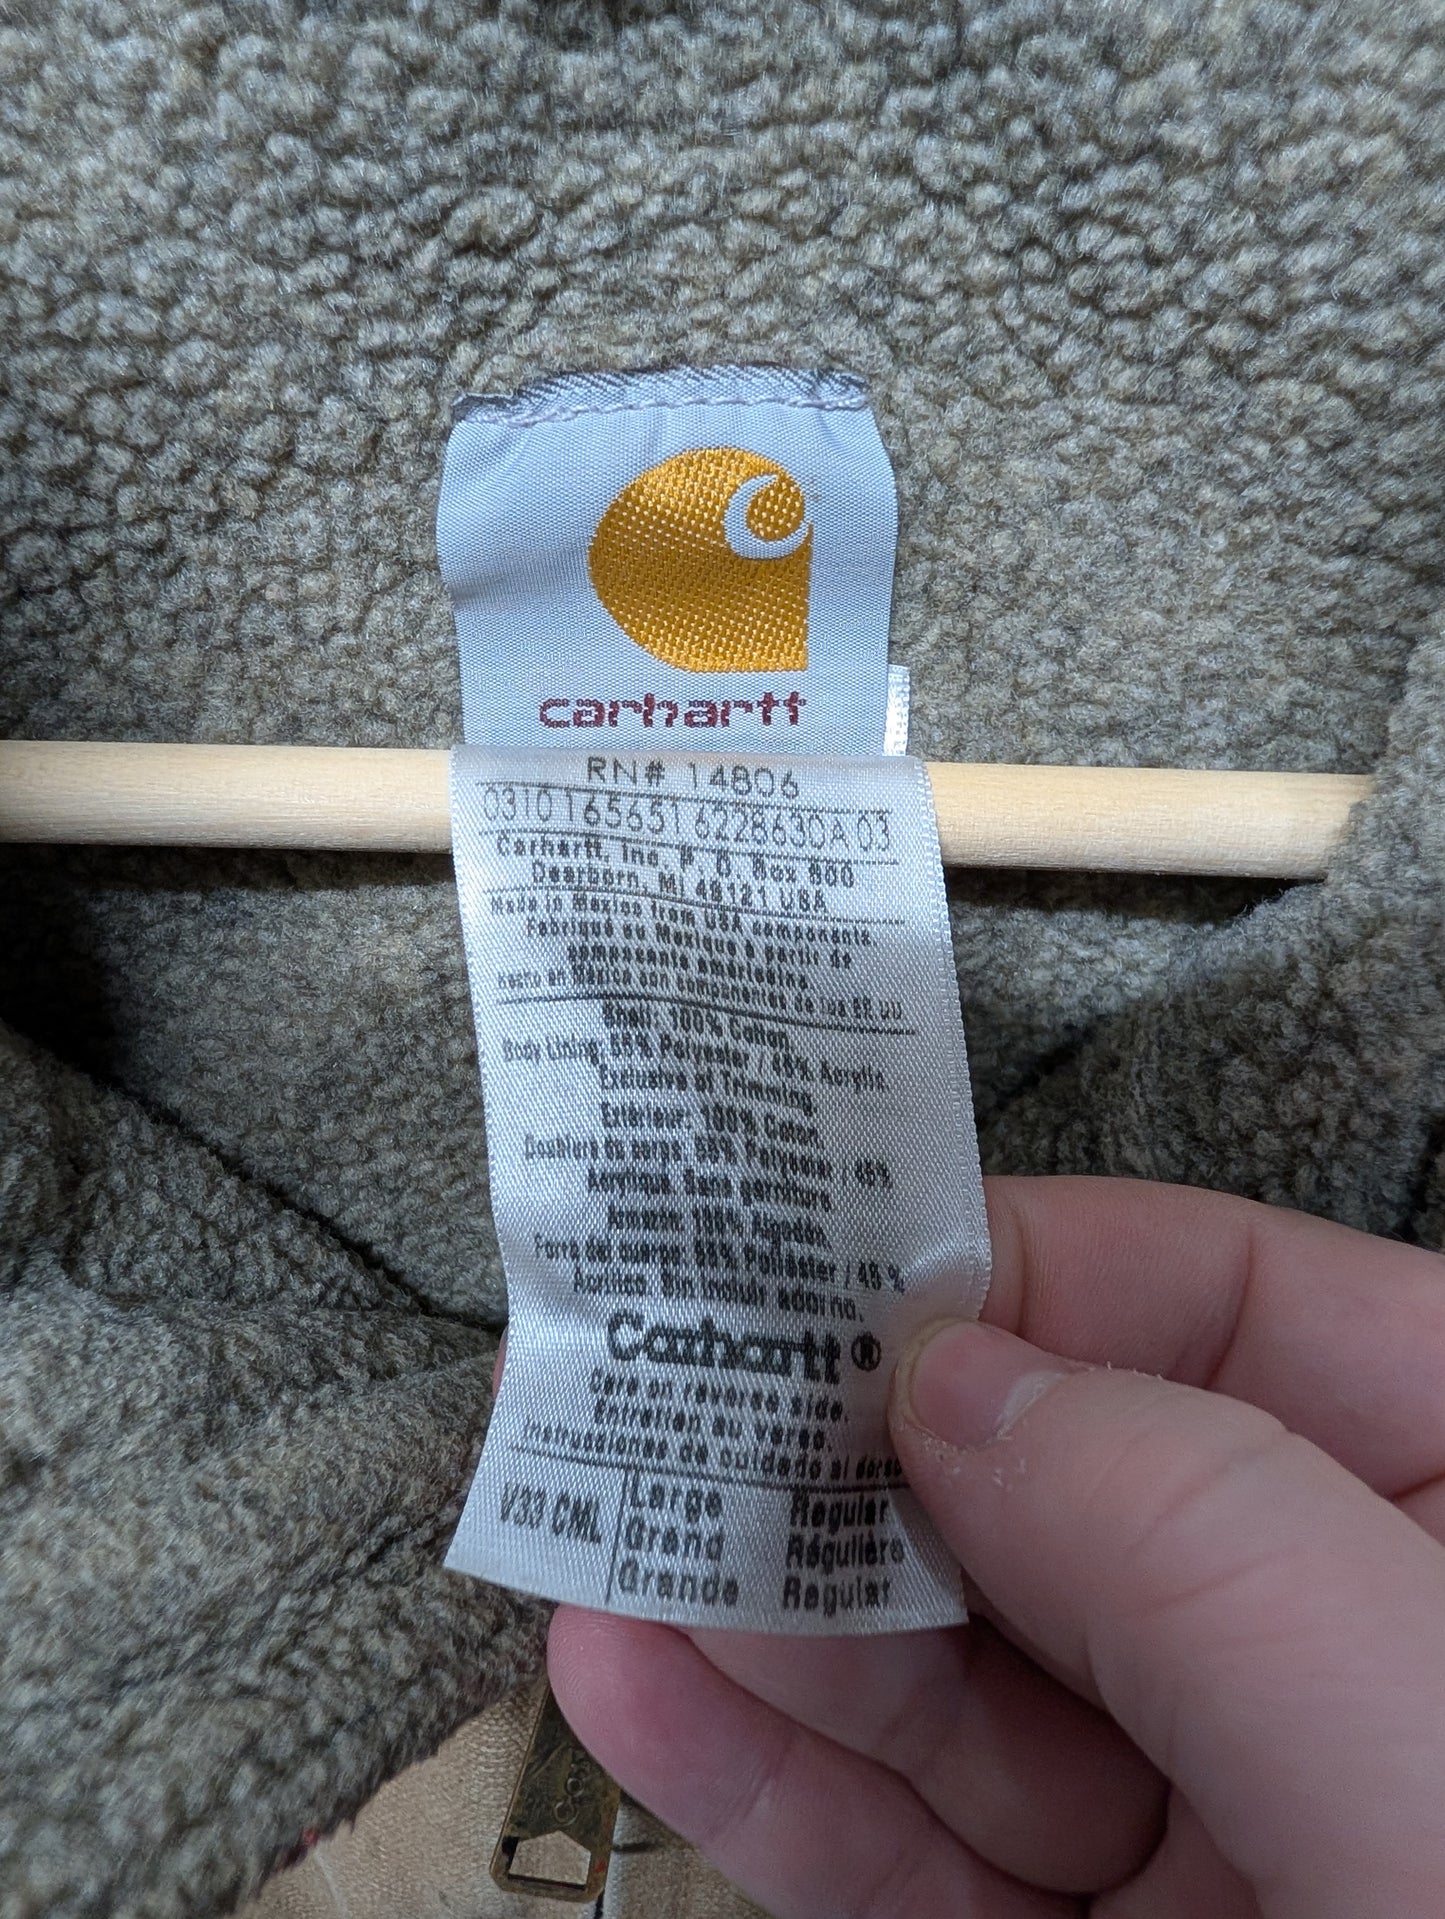 carhartt
RN# 14806
0310 165651 6228630A 03
Carhartt, Inc. P. O. Box 800
Dearborn, MI 48121 USA
Made in Mexico from USA components.
Fabriqué au Mexique à partir de
composants américains
Hecho en México con componentes de los EE UU
Shell: 100% Cotton
Body Lining: 55% Polyester / 45% Acrylic.
Exclusive of Trimming.
Extérieur: 100% Coton
Doublure du corps: 55% Polyester / 45%
Acrylique. Sans garniture
Armazón: 100% Algodón
Forro del cuerpo: 55% Poliéster / 45 %
Acrílico. Sin incluir adorno.
Carhartt®
Care on reverse side.
Entretien au verso.
Instrucciones de cuidado al dorso
V33 CML
Large Regular
Grand Régulière
Grande Regular